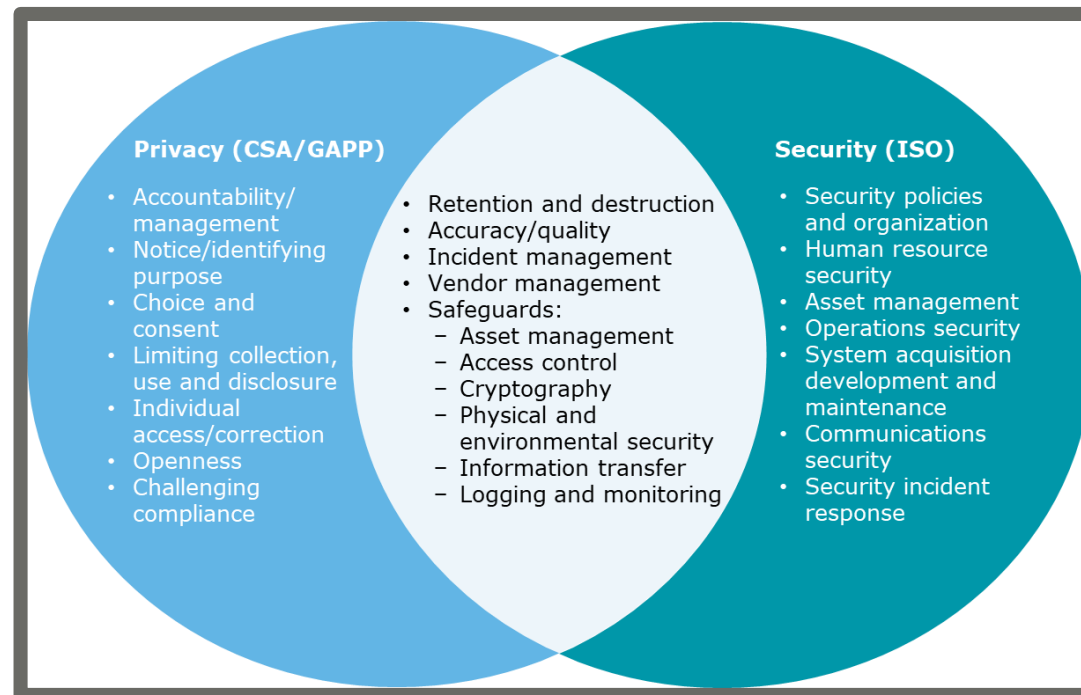 Privacy (CSA/GAPP)
• Accountability/
management
• Notice/identifying
purpose
• Choice and
consent
• Limiting collection,
use and disclosure
• Individual
access/correction
• Openness
• Challenging
compliance
• Retention and destruction
• Accuracy/quality
• Incident management
• Vendor management
• Safeguards:
− Asset management
− Access control
− Cryptography
− Physical and
environmental security
− Information transfer
− Logging and monitoring
Security (ISO)
• Security policies
and organization
• Human resource
security
• Asset management
• Operations security
• System acquisition
development and
maintenance
• Communications
security
• Security incident
response